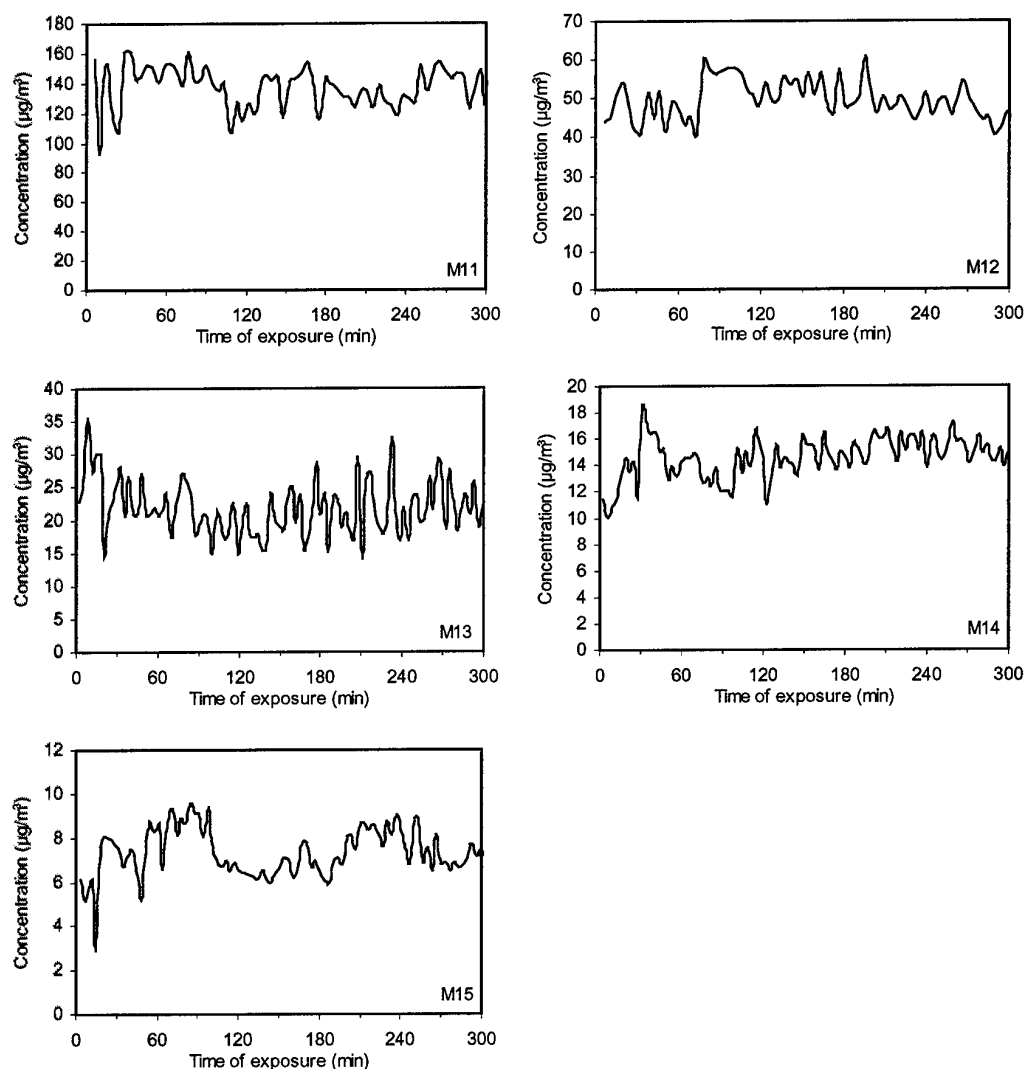 180
160
140
120
100
80
60
40
20
0
Concentration (µg/m³)
M11
0 60 120 180 240 300
Time of exposure (min)
70
60
50
40
30
20
10
0
Concentration (µg/m³)
M12
0 60 120 180 240 300
Time of exposure (min)
40
35
30
25
20
15
10
5
0
Concentration (µg/m³)
M13
0 60 120 180 240 300
Time of exposure (min)
20
18
16
14
12
10
8
6
4
2
0
Concentration (µg/m³)
M14
0 60 120 180 240 300
Time of exposure (min)
12
10
8
6
4
2
0
Concentration (µg/m³)
M15
0 60 120 180 240 300
Time of exposure (min)